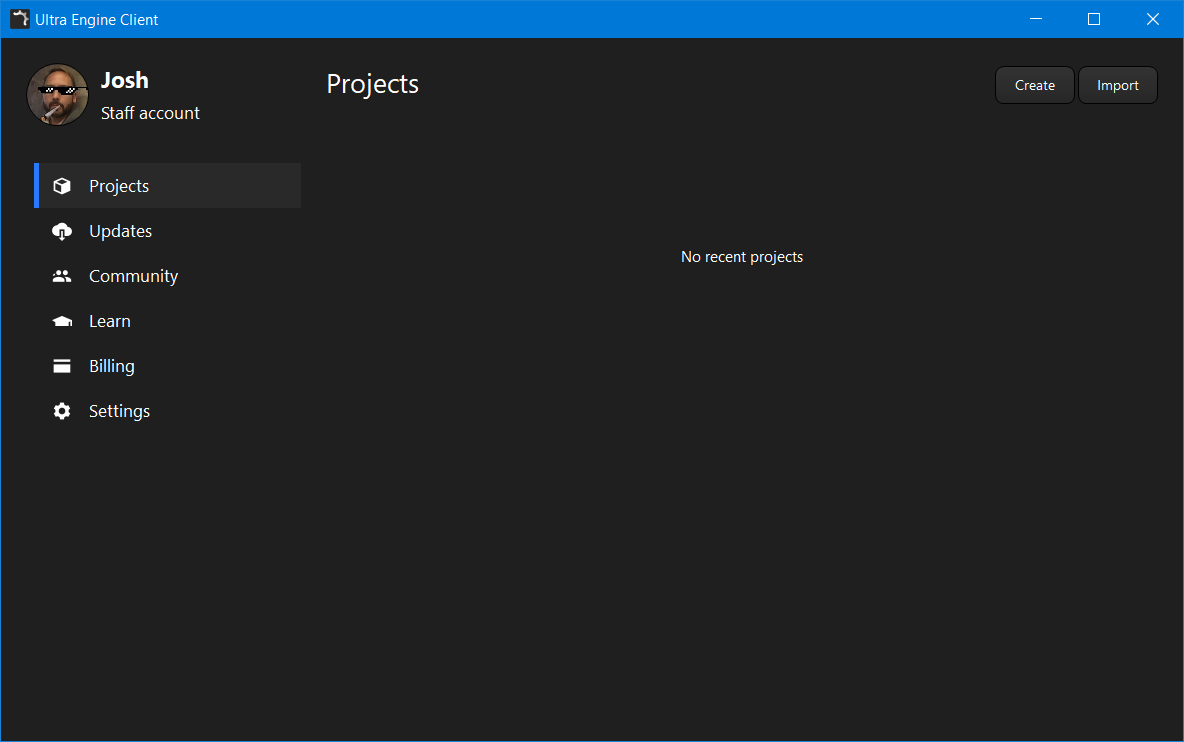 Ultra Engine Client
Josh
Staff account
Projects
Updates
Community
Learn
Billing
Settings
Projects
Create
Import
No recent projects